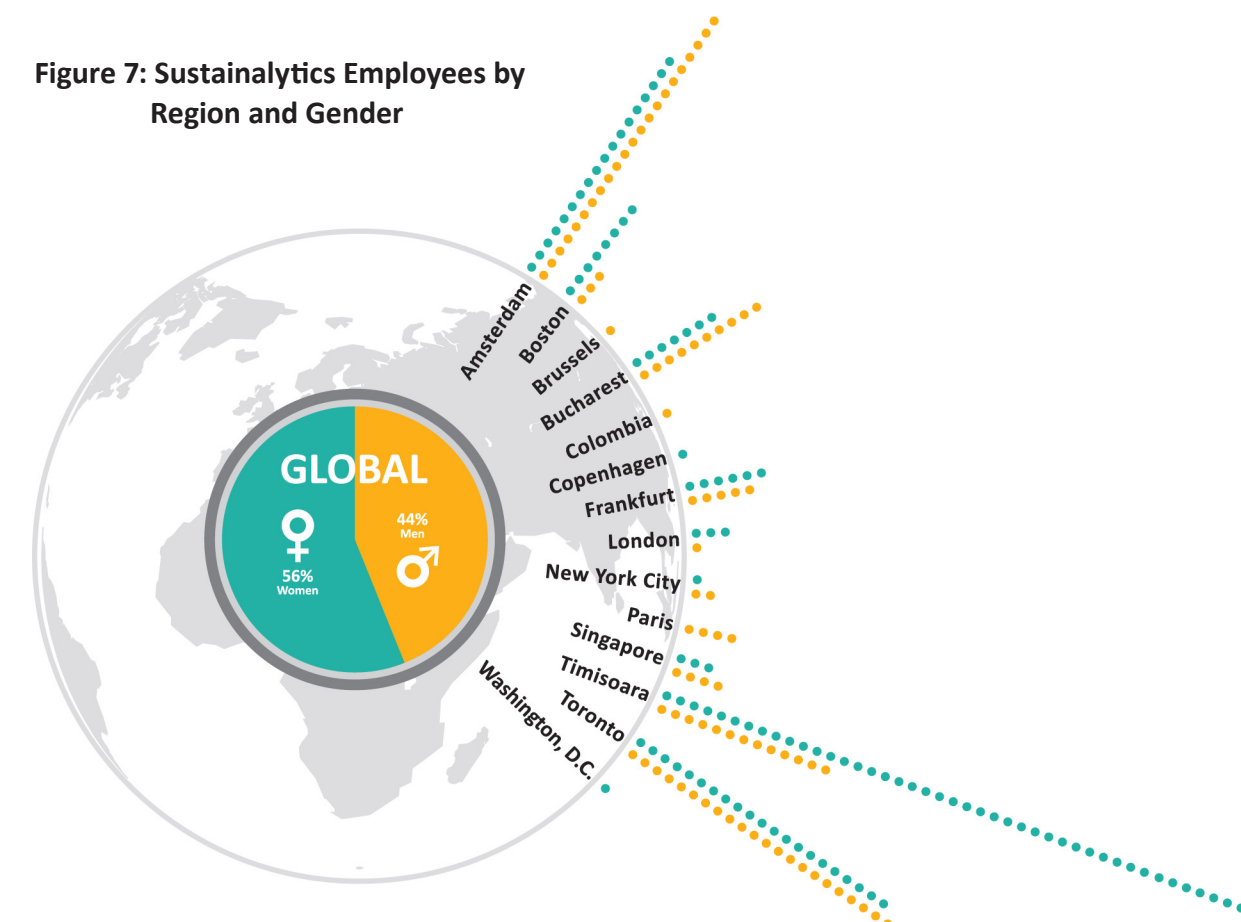 Figure 7: Sustainalytics Employees by
Region and Gender
Amsterdam
Boston
Brussels
Bucharest
Colombia
Copenhagen
Frankfurt
London
New York City
Paris
Singapore
Timisoara
Toronto
Washington, D.C.
GLOBAL
44%
Men
56%
Women